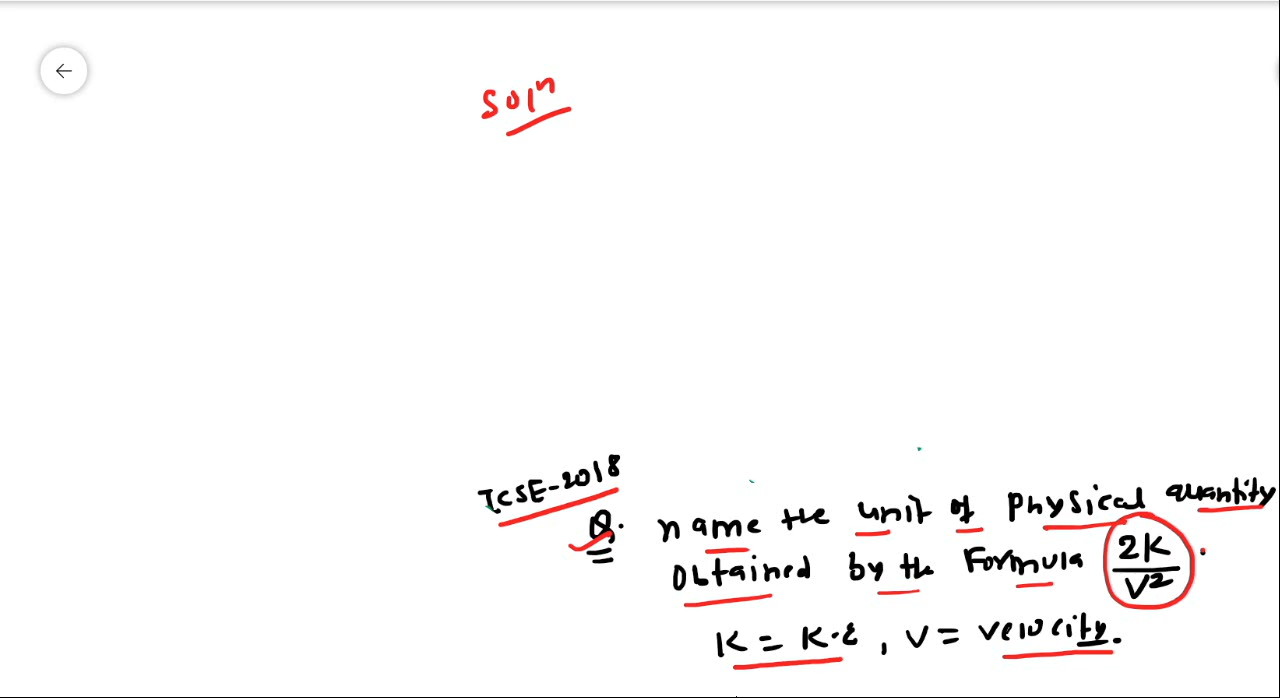 Solⁿ
ICSE-2018
Q. name the unit of physical quantity
obtained by the Formula 2K/V²
K = K·E, V = velocity.